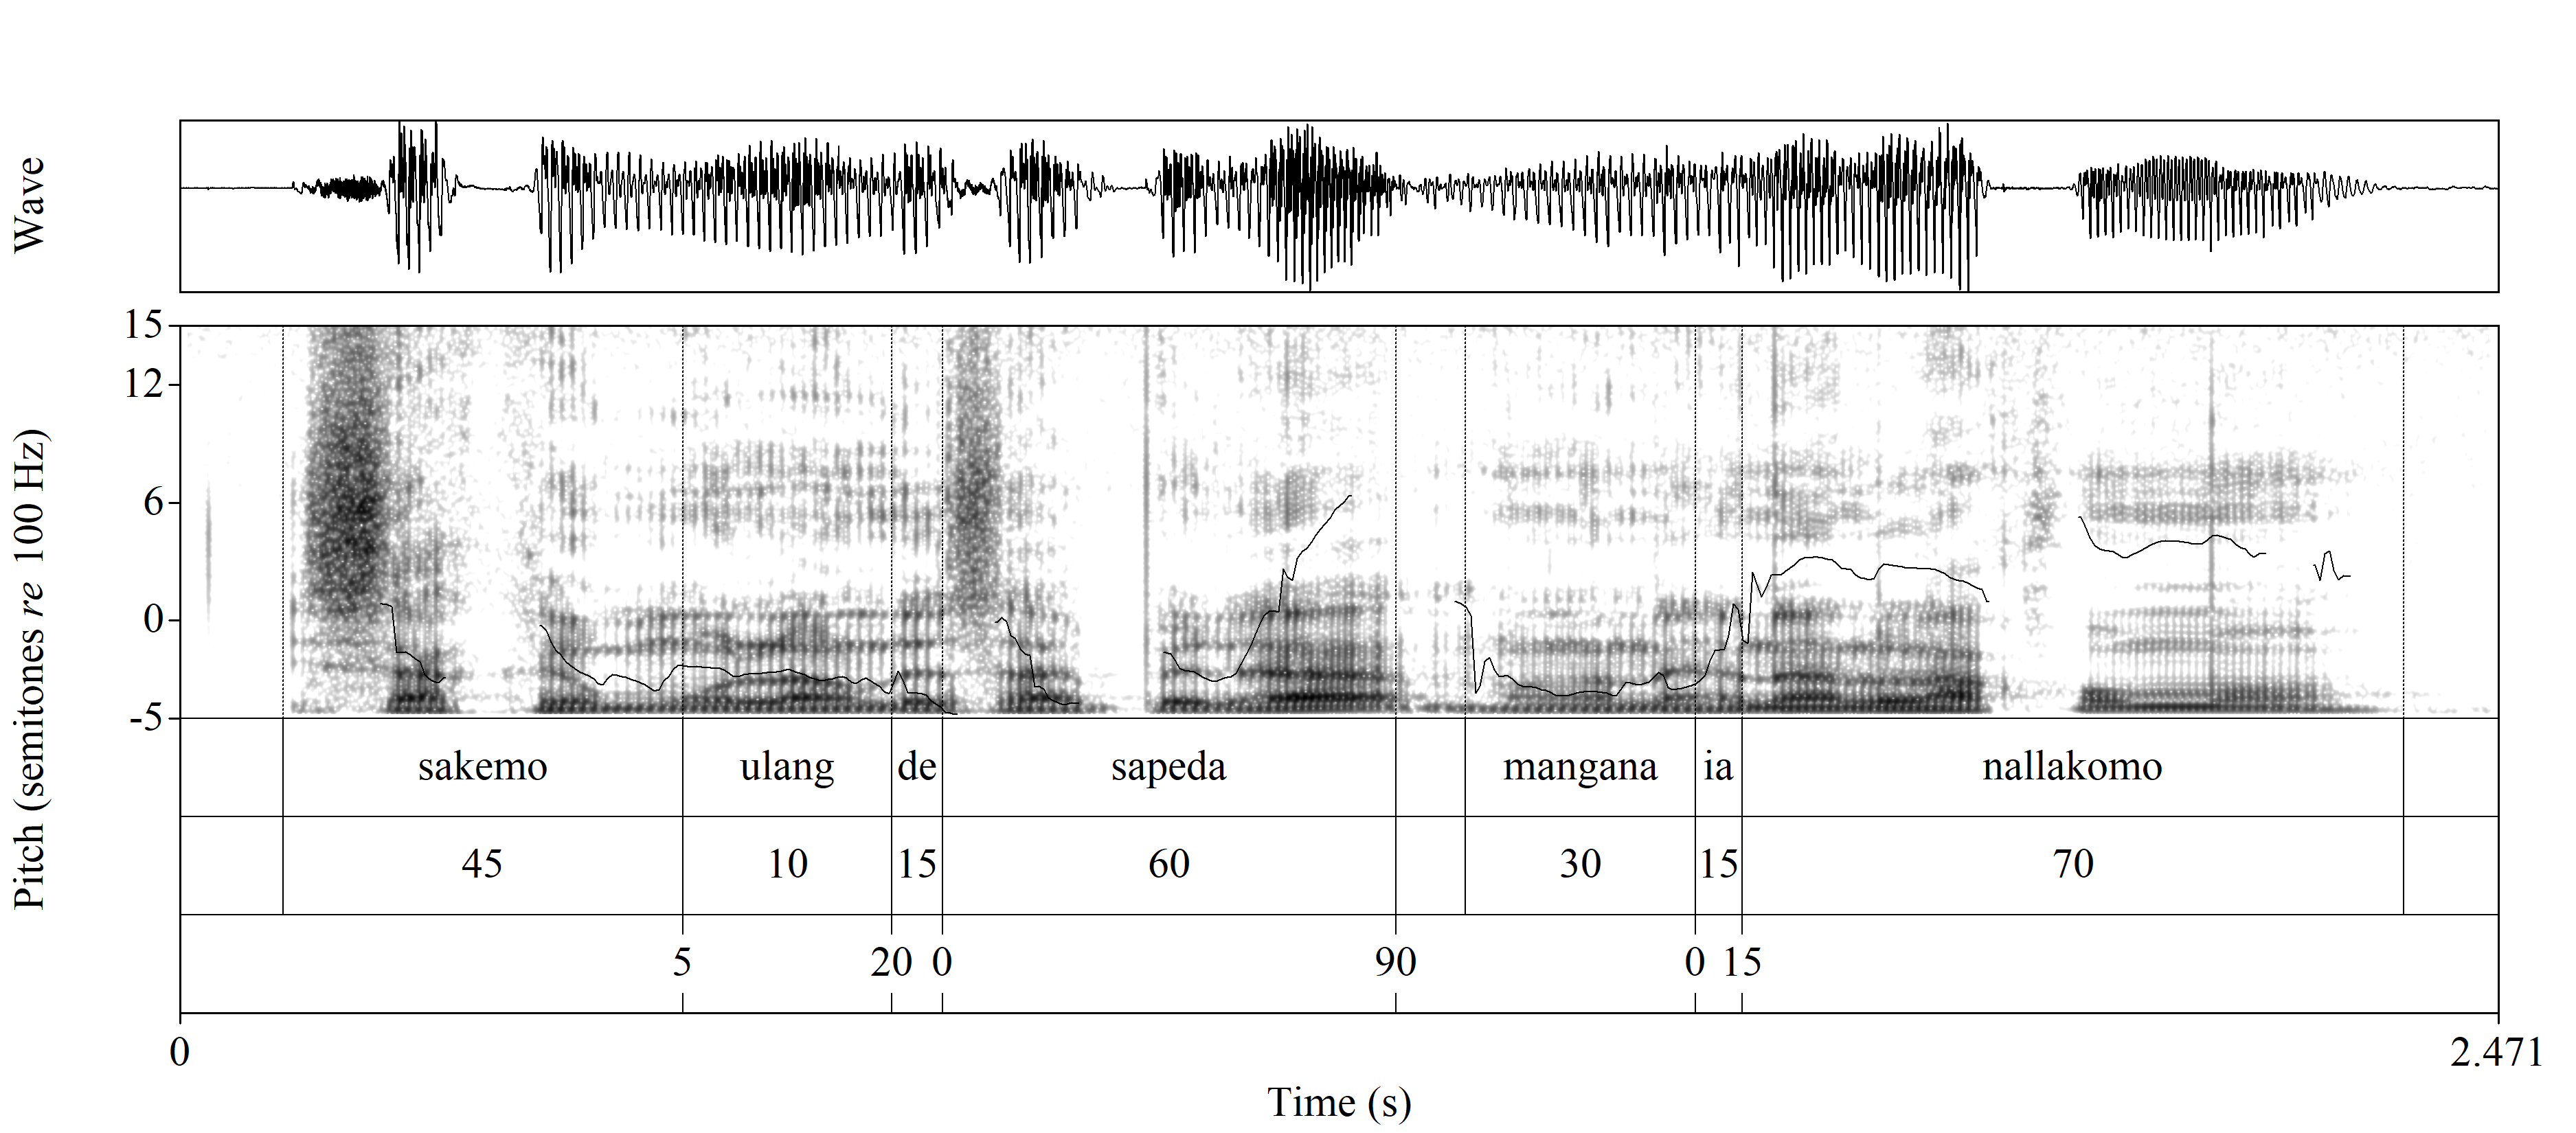 Wave
Pitch (semitones re 100 Hz)
15
12
6
0
-5
sakemo ulang de sapeda mangana ia nallakomo
45 10 15 60 30 15 70
5 20 0 90 0 15
0 2.471
Time (s)